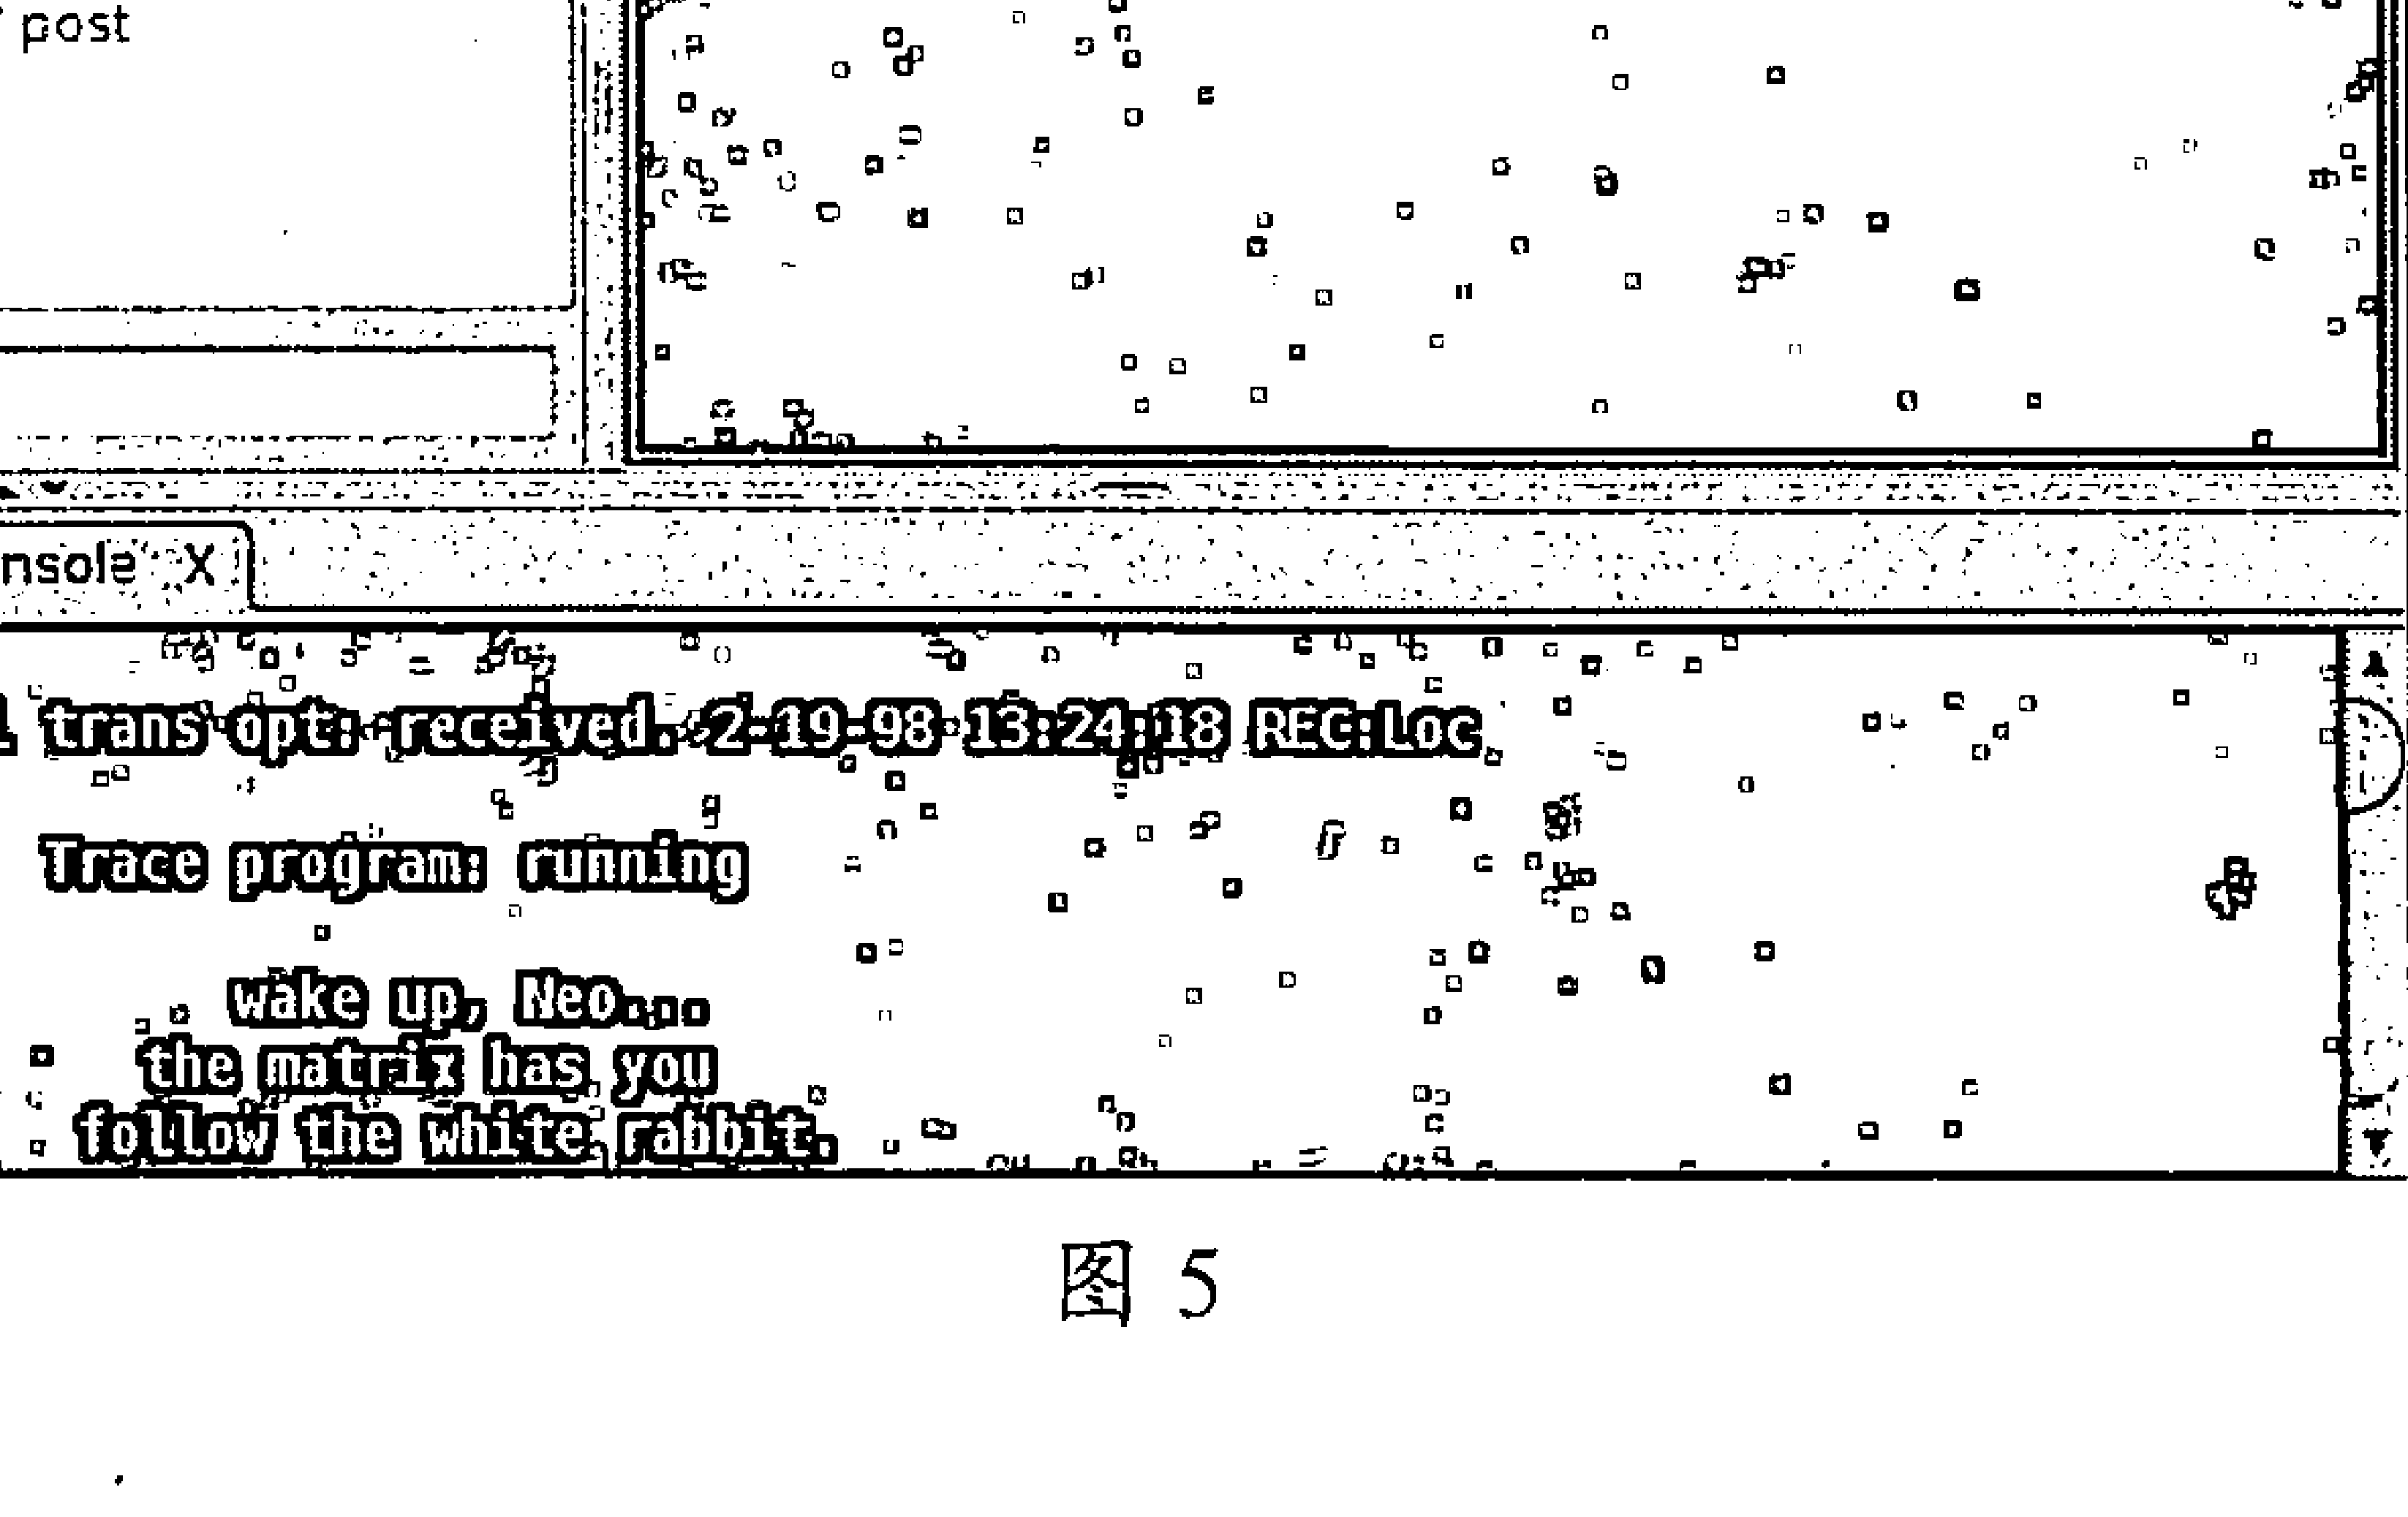 post
nsole X
trans opt: received. 2-19-98 13:24:18 REC:Loc
Trace program: running
wake up, Neo...
the matrix has you
follow the white rabbit.
图 5